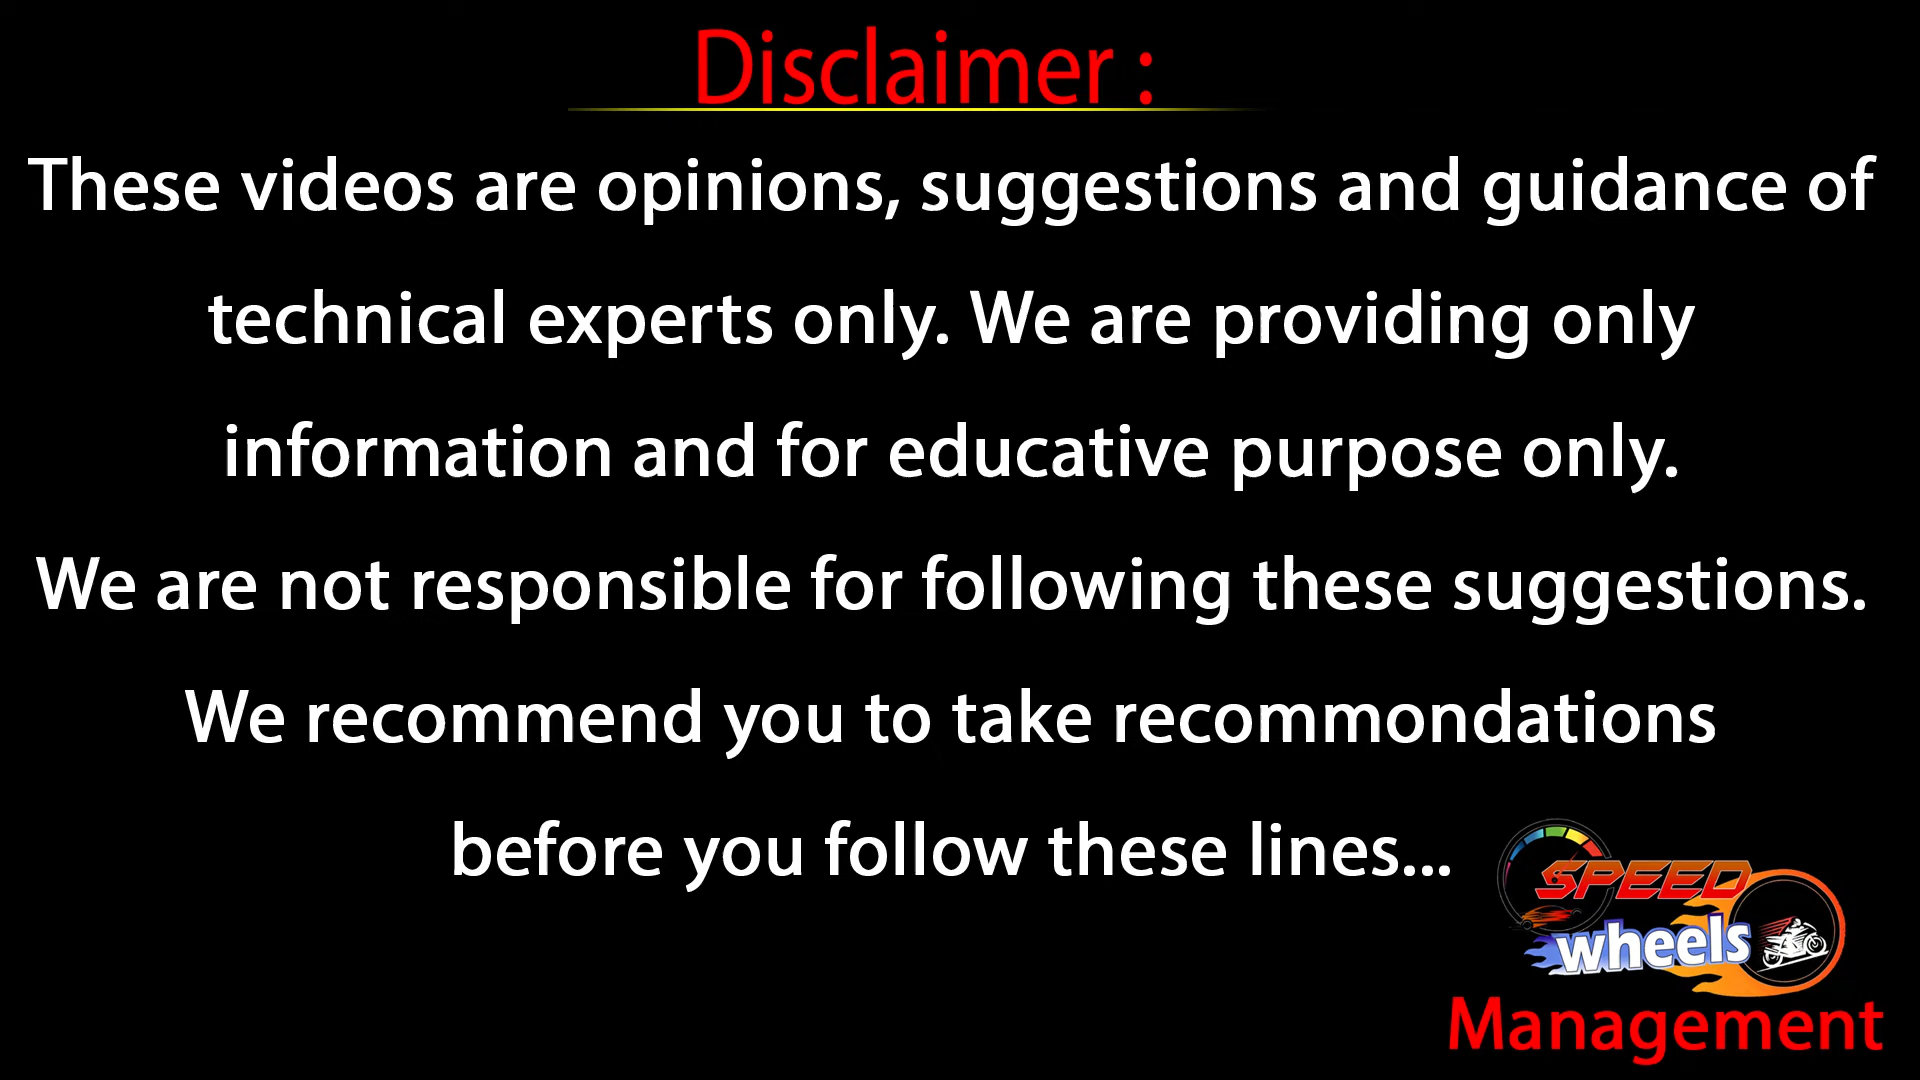 Disclaimer :
These videos are opinions, suggestions and guidance of
technical experts only. We are providing only
information and for educative purpose only.
We are not responsible for following these suggestions.
We recommend you to take recommondations
before you follow these lines...
SPEED
wheels
Management